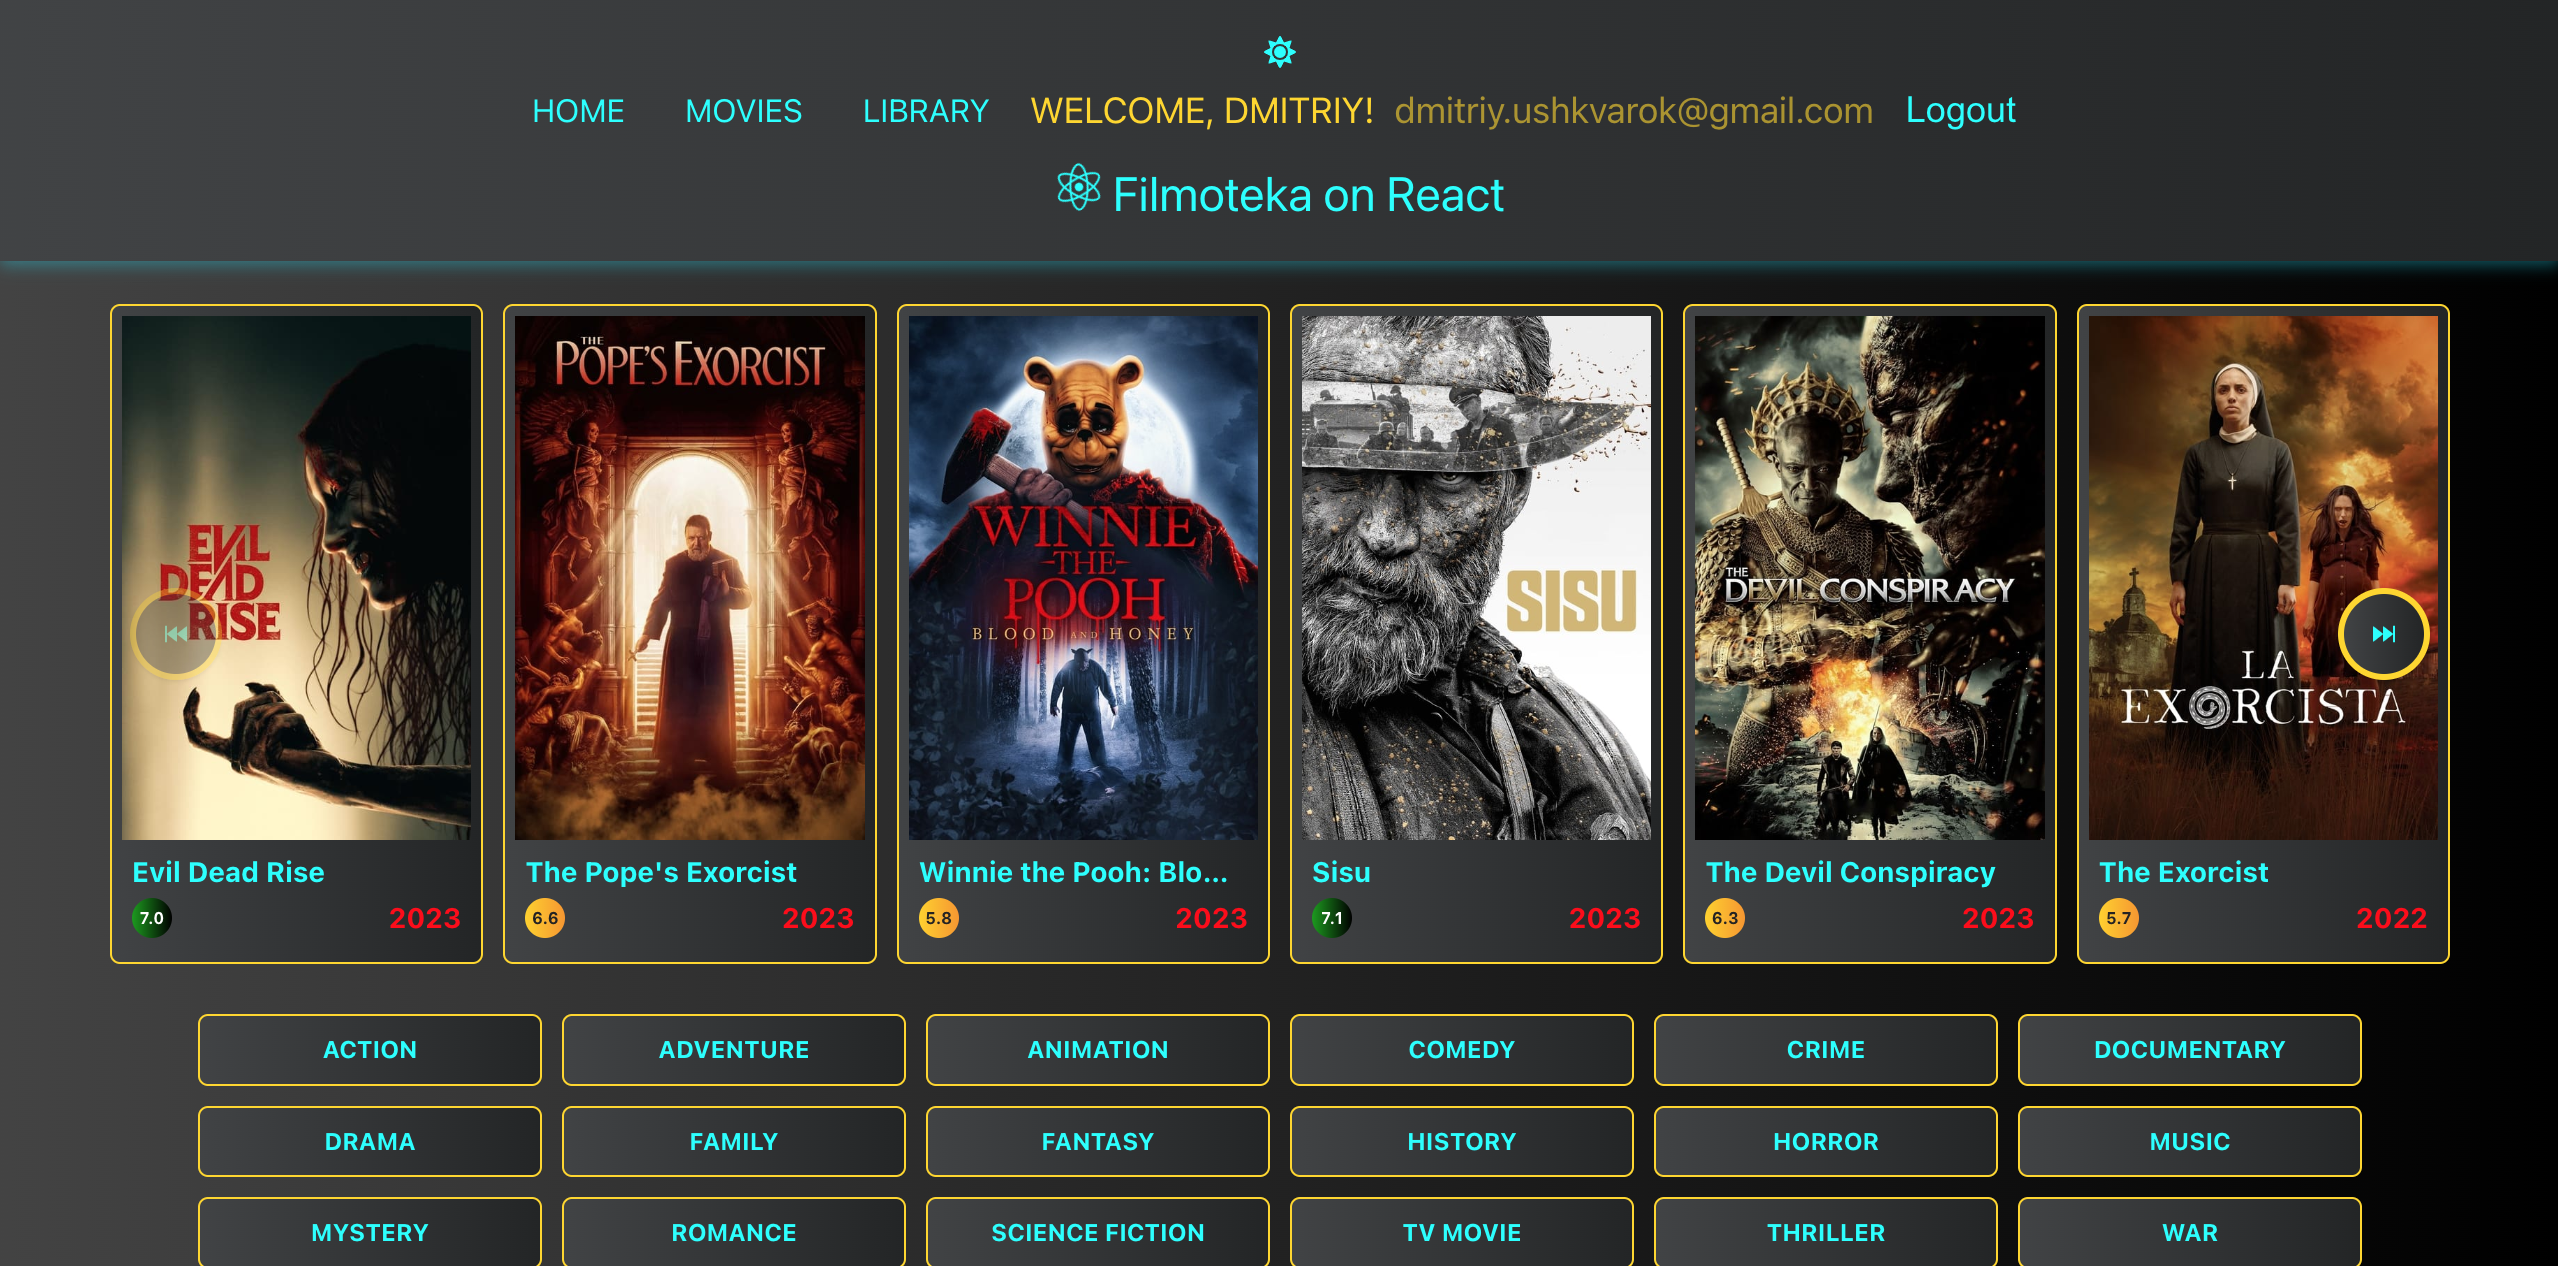 HOME MOVIES LIBRARY WELCOME, DMITRIY! dmitriy.ushkvarok@gmail.com Logout
Filmoteka on React
EVIL
DEAD
RISE
THE
POPE'S EXORCIST
WINNIE
-THE-
POOH
BLOOD AND HONEY
SISU
THE
DEVIL CONSPIRACY
LA
EXORCISTA
Evil Dead Rise
7.0 2023
The Pope's Exorcist
6.6 2023
Winnie the Pooh: Blo...
5.8 2023
Sisu
7.1 2023
The Devil Conspiracy
6.3 2023
The Exorcist
5.7 2022
ACTION ADVENTURE ANIMATION COMEDY CRIME DOCUMENTARY
DRAMA FAMILY FANTASY HISTORY HORROR MUSIC
MYSTERY ROMANCE SCIENCE FICTION TV MOVIE THRILLER WAR